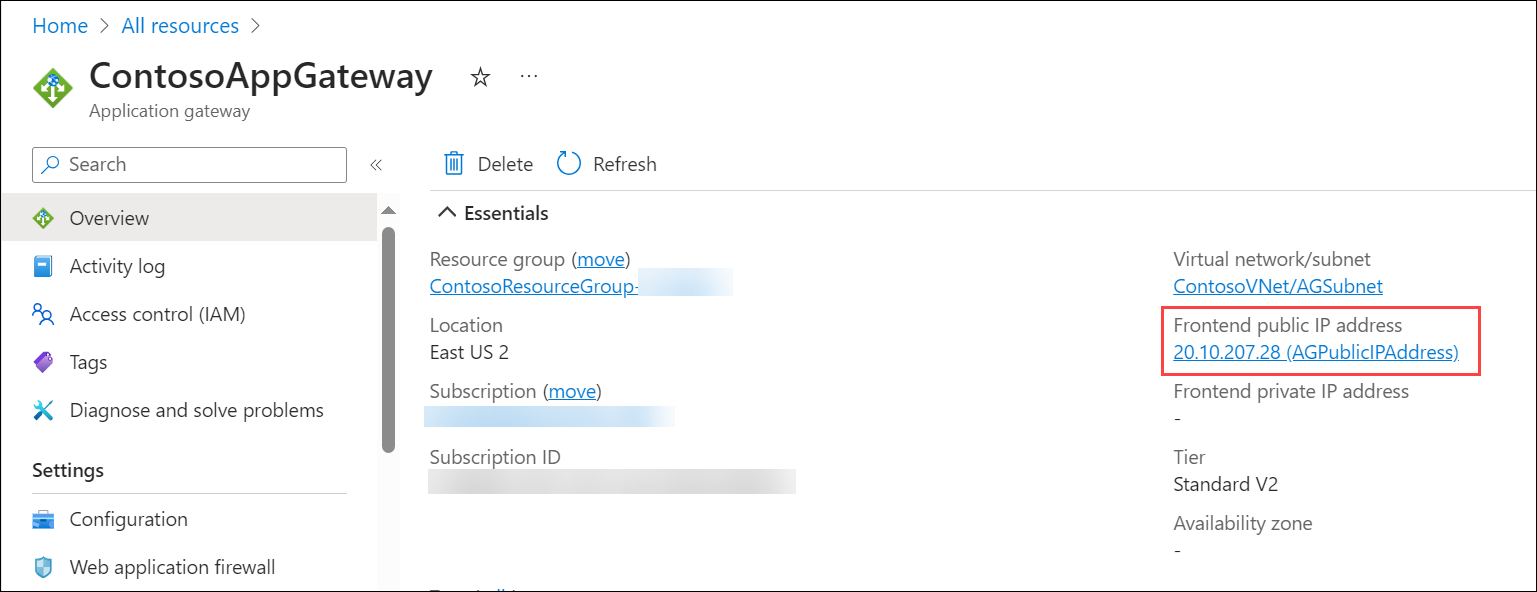 Home > All resources >
ContosoAppGateway
Application gateway
Search
Overview
Activity log
Access control (IAM)
Tags
Diagnose and solve problems
Settings
Configuration
Web application firewall
Delete
Refresh
Essentials
Resource group (move)
ContosoResourceGroup-
Location
East US 2
Subscription (move)
Subscription ID
Virtual network/subnet
ContosoVNet/AGSubnet
Frontend public IP address
20.10.207.28 (AGPublicIPAddress)
Frontend private IP address
-
Tier
Standard V2
Availability zone
-